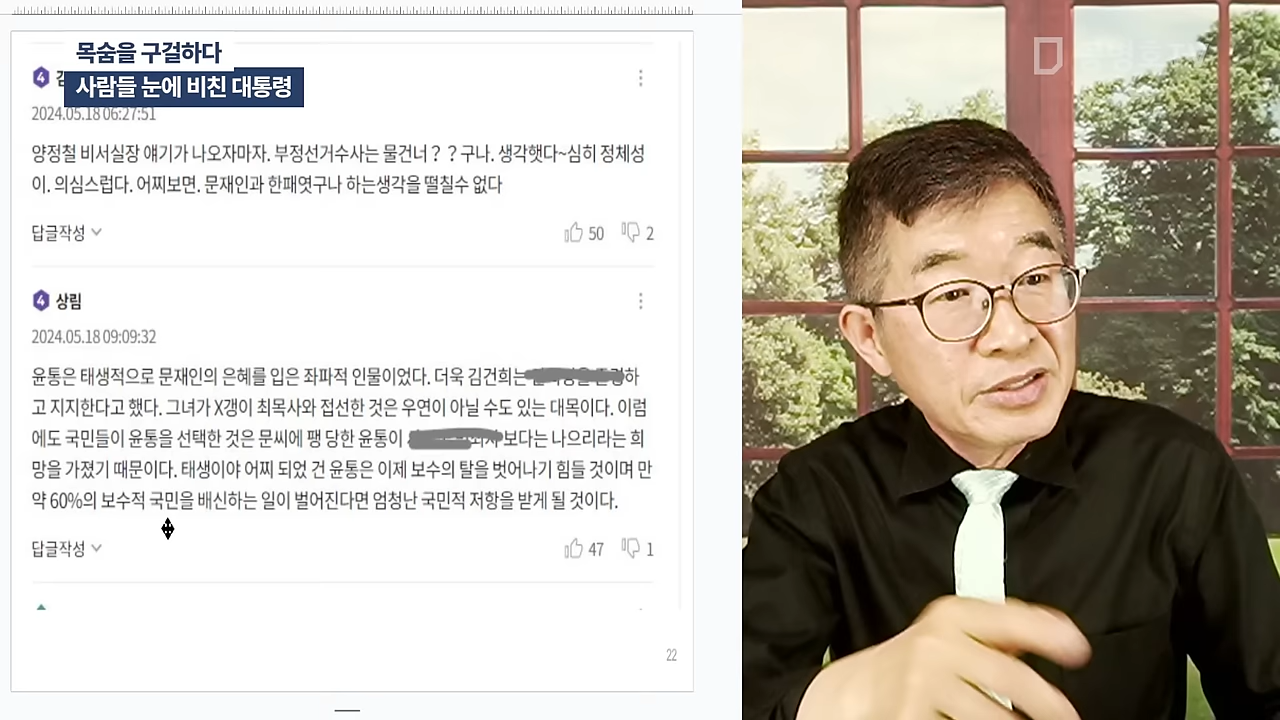 목숨을 구걸하다
사람들 눈에 비친 대통령
4
2024.05.18 06:27:51
양정철 비서실장 얘기가 나오자마자. 부정선거수사는 물건너 ? ? 구나. 생각햇다~심히 정체성
이. 의심스럽다. 어찌보면. 문재인과 한패엿구나 하는생각을 떨칠수 없다
답글작성
50
2
4 상림
2024.05.18 09:09:32
윤통은 태생적으로 문재인의 은혜를 입은 좌파적 인물이었다. 더욱 김건희는 하
고 지지한다고 했다. 그녀가 X갱이 최목사와 접선한 것은 우연이 아닐 수도 있는 대목이다. 이럼
에도 국민들이 윤통을 선택한 것은 문씨에 팽 당한 윤통이 보다는 나으리라는 희
망을 가졌기 때문이다. 태생이야 어찌 되었 건 윤통은 이제 보수의 탈을 벗어나기 힘들 것이며 만
약 60%의 보수적 국민을 배신하는 일이 벌어진다면 엄청난 국민적 저항을 받게 될 것이다.
답글작성
47
1
22